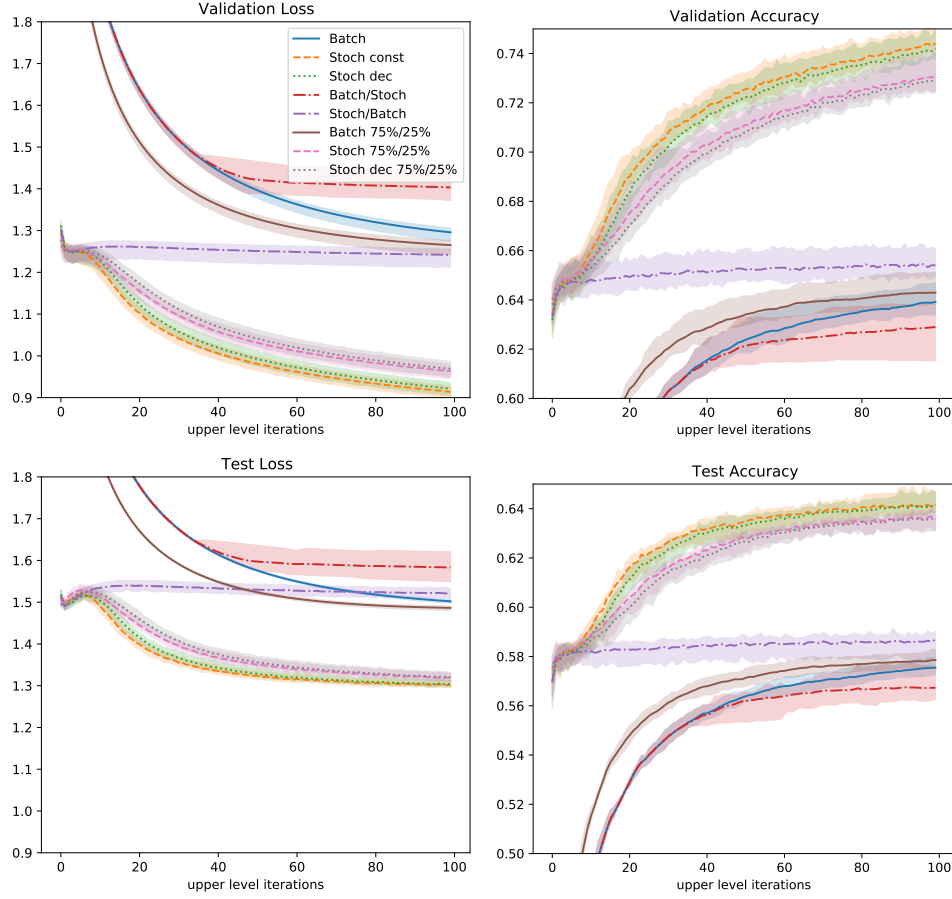 Validation Loss
1.8
1.7
1.6
1.5
1.4
1.3
1.2
1.1
1.0
0.9
0 20 40 60 80 100
upper level iterations
Batch
Stoch const
Stoch dec
Batch/Stoch
Stoch/Batch
Batch 75%/25%
Stoch 75%/25%
Stoch dec 75%/25%
Validation Accuracy
0.74
0.72
0.70
0.68
0.66
0.64
0.62
0.60
0 20 40 60 80 100
upper level iterations
Test Loss
1.8
1.7
1.6
1.5
1.4
1.3
1.2
1.1
1.0
0.9
0 20 40 60 80 100
upper level iterations
Test Accuracy
0.64
0.62
0.60
0.58
0.56
0.54
0.52
0.50
0 20 40 60 80 100
upper level iterations